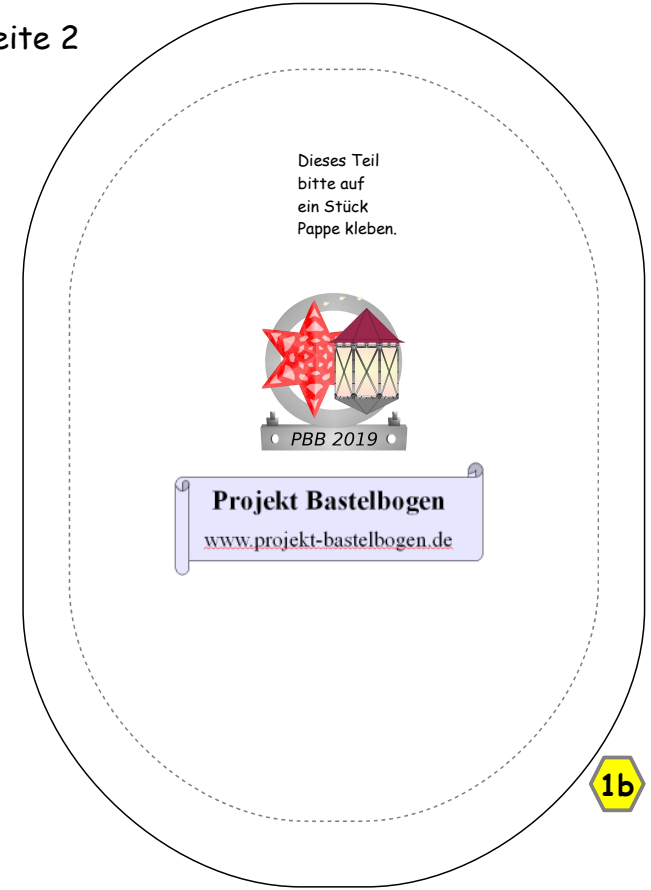 eite 2
Dieses Teil
bitte auf
ein Stück
Pappe kleben.
PBB 2019
Projekt Bastelbogen
www.projekt-bastelbogen.de
1b